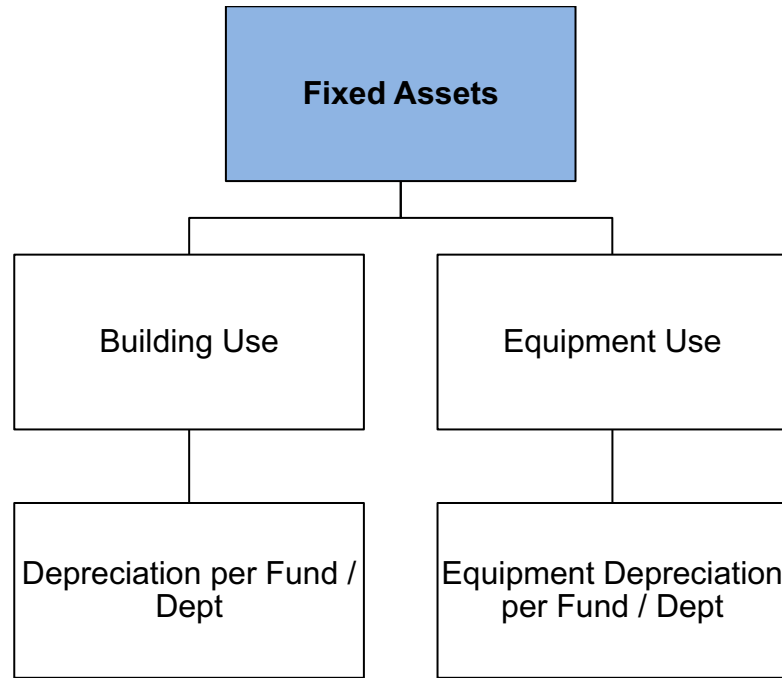 Fixed Assets
Building Use
Equipment Use
Depreciation per Fund /
Dept
Equipment Depreciation
per Fund / Dept